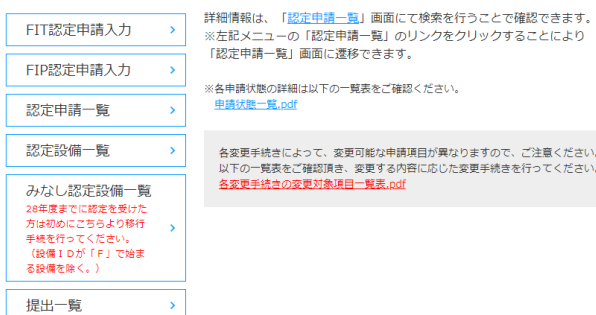 FIT認定申請入力
FIP認定申請入力
認定申請一覧
認定設備一覧
みなし認定設備一覧
28年度までに認定を受けた
方は初めにこちらより移行
手続を行ってください。
（設備ＩＤが「Ｆ」で始ま
る設備を除く。）
提出一覧
詳細情報は、「認定申請一覧」画面にて検索を行うことで確認できます。
※左記メニューの「認定申請一覧」のリンクをクリックすることにより
「認定申請一覧」画面に遷移できます。
※各申請状態の詳細は以下の一覧表をご確認ください。
申請状態一覧.pdf
各変更手続きによって、変更可能な申請項目が異なりますので、ご注意ください。
以下の一覧表をご確認頂き、変更する内容に応じた変更手続きを行ってください。
各変更手続きの変更対象項目一覧表.pdf